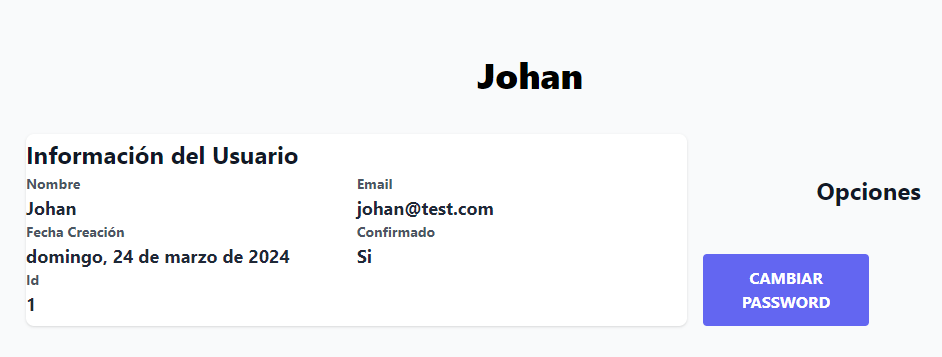 Johan
Información del Usuario
Nombre
Email
Johan
johan@test.com
Fecha Creación
Confirmado
domingo, 24 de marzo de 2024
Si
Id
1
Opciones
CAMBIAR
PASSWORD